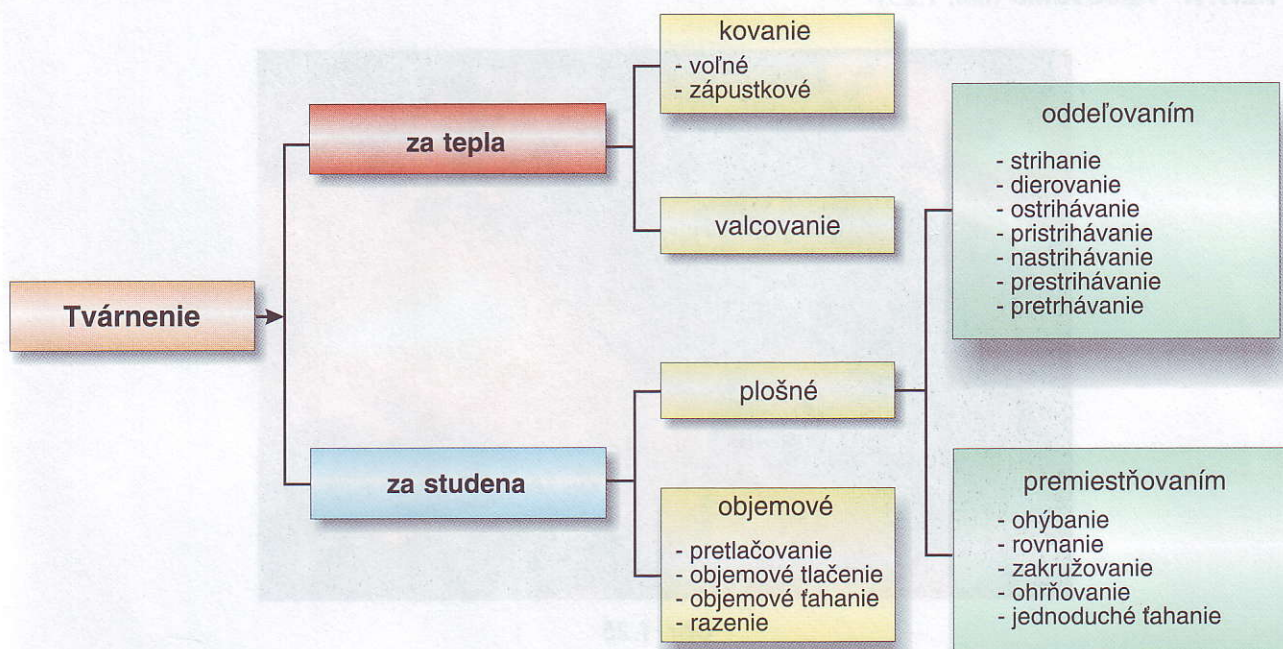 Tvárnenie
za tepla
kovanie
- voľné
- zápustkové
valcovanie
za studena
plošné
oddeľovaním
- strihanie
- dierovanie
- ostrihávanie
- pristrihávanie
- nastrihávanie
- prestrihávanie
- pretrhávanie
premiestňovaním
- ohýbanie
- rovnanie
- zakružovanie
- ohrňovanie
- jednoduché ťahanie
objemové
- pretlačovanie
- objemové tlačenie
- objemové ťahanie
- razenie